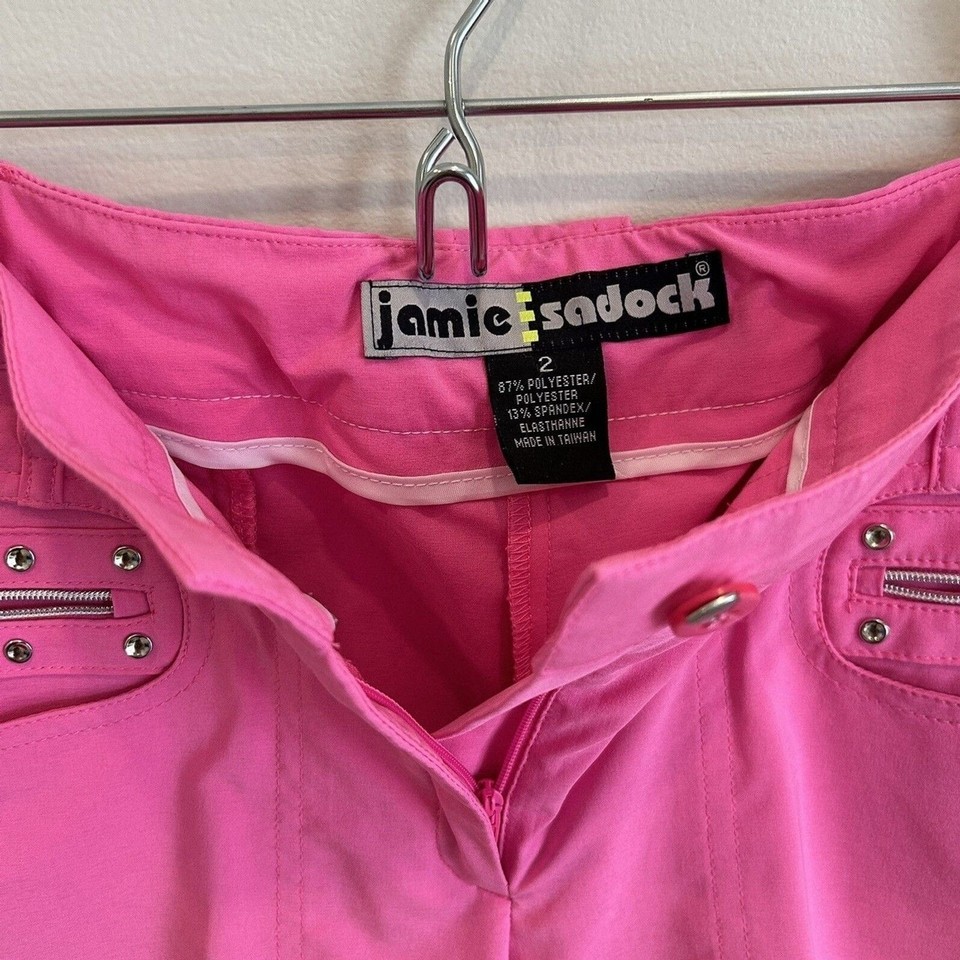 jamie sadock®
2
87% POLYESTER/
POLYESTER
13% SPANDEX/
ELASTHANNE
MADE IN TAIWAN